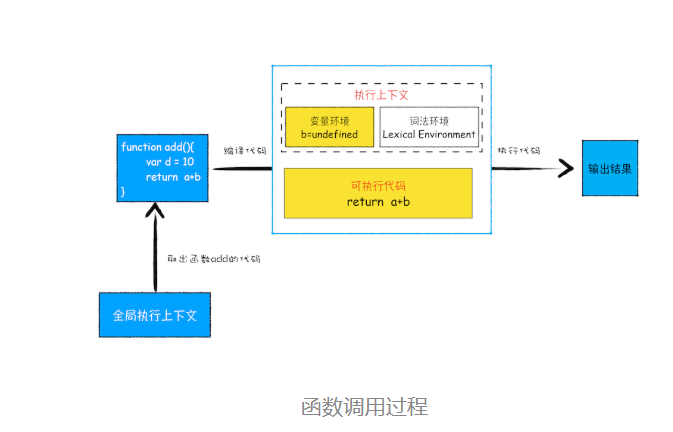 执行上下文
变量环境
b=undefined
词法环境
Lexical Environment
function add(){
var d = 10
return a+b
}
编译代码
执行代码
输出结果
可执行代码
return a+b
取出函数add的代码
全局执行上下文
函数调用过程